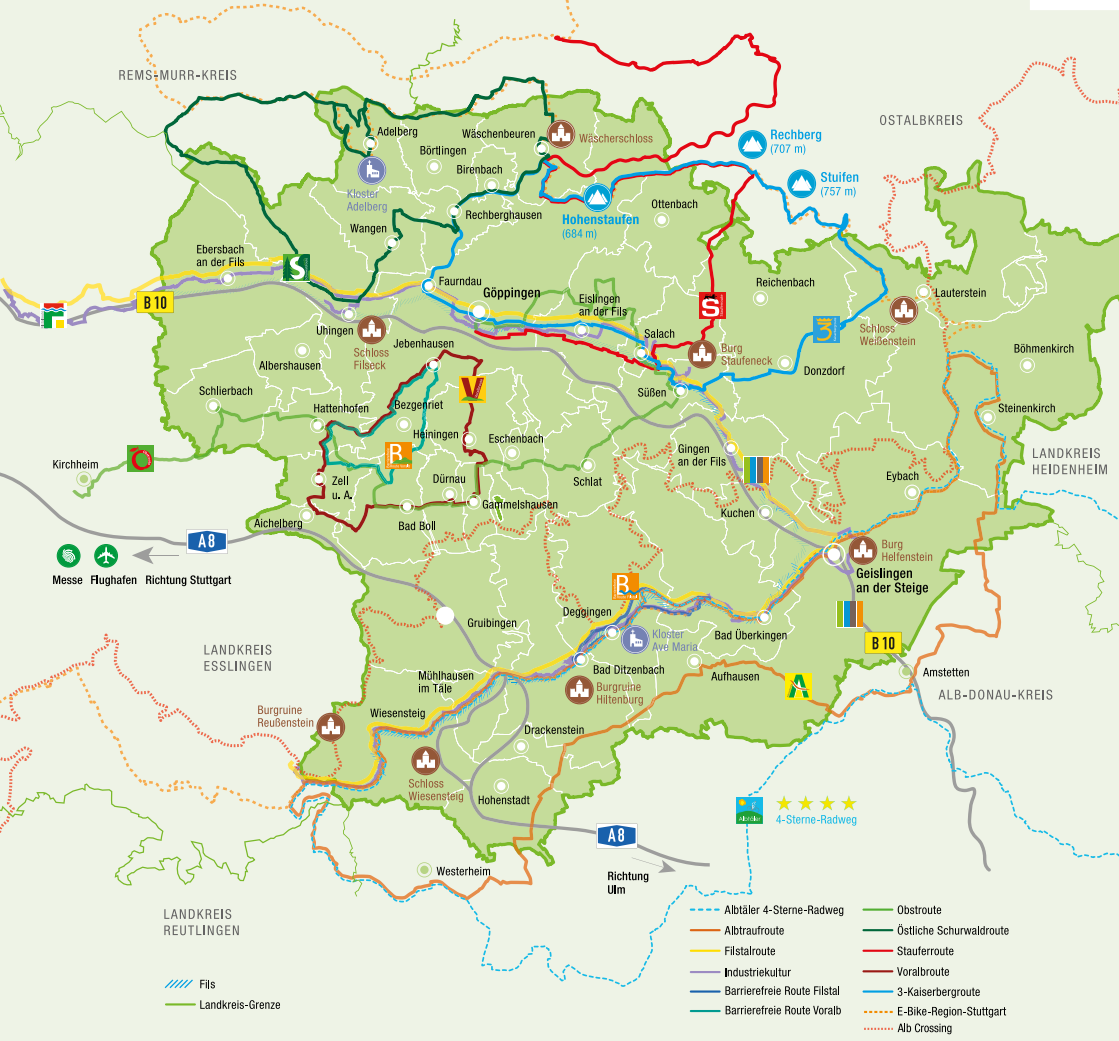 REMS-MURR-KREIS
OSTALBKREIS
Adelberg
Wäschenbeuren
Wäscherschloss
Rechberg
(707 m)
Börtlingen
Birenbach
Stuifen
(757 m)
Kloster
Adelberg
Rechberghausen
Hohenstaufen
(684 m)
Ottenbach
Wangen
Ebersbach
an der Fils
S
Faurndau
Göppingen
Eislingen
an der Fils
Reichenbach
Lauterstein
B 10
Uhingen
Schloss
Filseck
Salach
S
Burg
Staufeneck
3
Schloss
Weißenstein
Jebenhausen
Albershausen
Böhmenkirch
Donzdorf
Schlierbach
V
Süßen
Hattenhofen
Bezgenriet
Steinenkirch
Heiningen
Eschenbach
Gingen
an der Fils
LANDKREIS
HEIDENHEIM
Kirchheim
R
Zell
u. A.
Dürnau
Schlat
Eybach
Gammelshausen
Kuchen
Aichelberg
Bad Boll
A8
Messe
Flughafen
Richtung Stuttgart
Burg
Helfenstein
Geislingen
an der Steige
R
Deggingen
Gruibingen
Kloster
Ave Maria
Bad Überkingen
B 10
LANDKREIS
ESSLINGEN
Mühlhausen
im Täle
Bad Ditzenbach
Aufhausen
Amstetten
A
Burgruine
Hiltenburg
ALB-DONAU-KREIS
Burgruine
Reußenstein
Wiesensteig
Drackenstein
Schloss
Wiesensteig
Hohenstadt
Albtäler
4-Sterne-Radweg
A8
Westerheim
Richtung
Ulm
LANDKREIS
REUTLINGEN
Fils
Landkreis-Grenze
Albtäler 4-Sterne-Radweg
Albtraufroute
Filstalroute
Industriekultur
Barrierefreie Route Filstal
Barrierefreie Route Voralb
Obstroute
Östliche Schurwaldroute
Stauferroute
Voralbroute
3-Kaiserbergroute
E-Bike-Region-Stuttgart
Alb Crossing